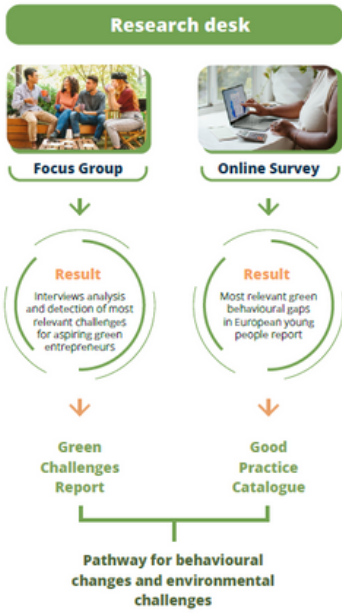 Research desk
Focus Group
Online Survey
Result
Interviews analysis
and detection of most
relevant challenges
for aspiring green
entrepreneurs
Result
Most relevant green
behavioural gaps
in European young
people report
Green
Challenges
Report
Good
Practice
Catalogue
Pathway for behavioural
changes and environmental
challenges